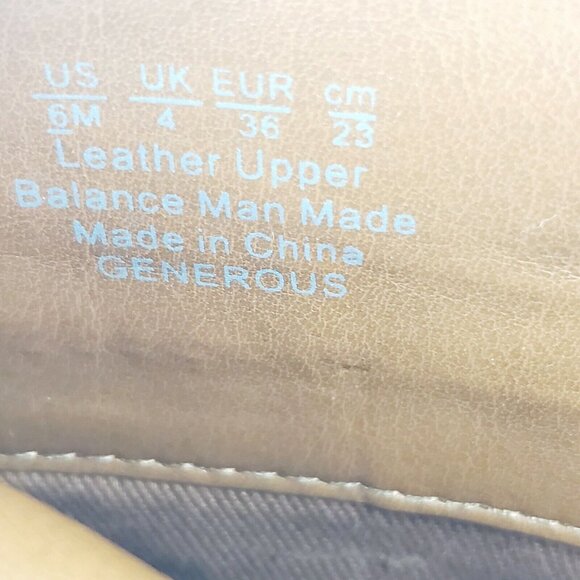 US UK EUR cm
6M 4 36 23
Leather Upper
Balance Man Made
Made in China
GENEROUS